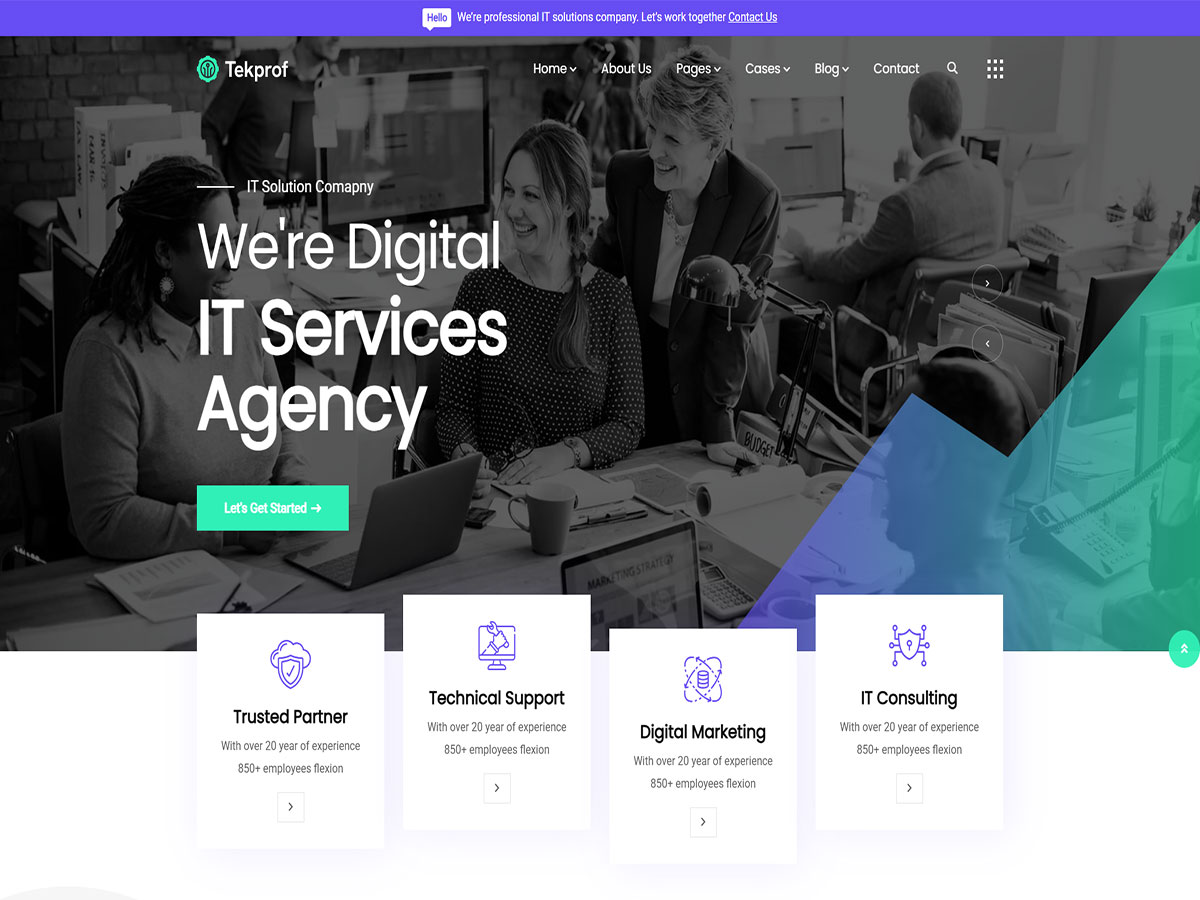 Hello We're professional IT solutions company. Let's work together Contact Us
Tekprof
Home About Us Pages Cases Blog Contact
IT Solution Comapny
We're Digital
IT Services
Agency
Let's Get Started
BUDGET
MARKETING STRATEGY
Trusted Partner
With over 20 year of experience
850+ employees flexion
Technical Support
With over 20 year of experience
850+ employees flexion
Digital Marketing
With over 20 year of experience
850+ employees flexion
IT Consulting
With over 20 year of experience
850+ employees flexion